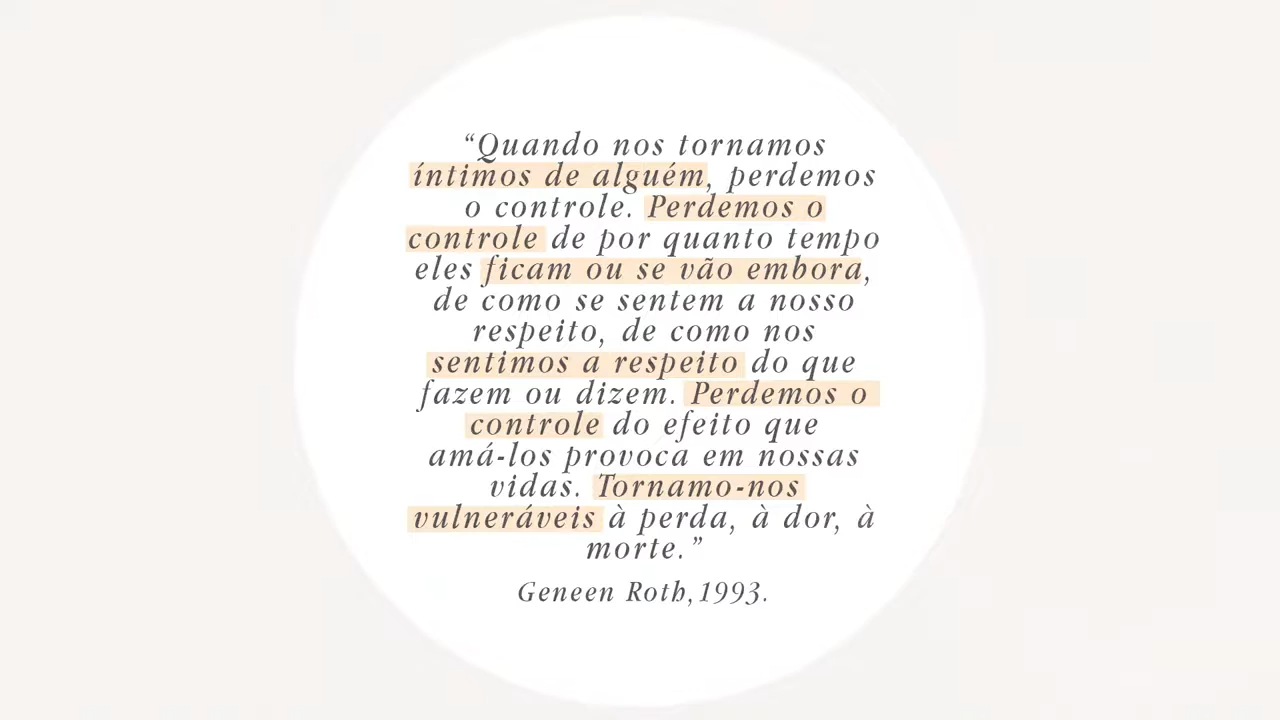 “Quando nos tornamos
íntimos de alguém, perdemos
o controle. Perdemos o
controle de por quanto tempo
eles ficam ou se vão embora,
de como se sentem a nosso
respeito, de como nos
sentimos a respeito do que
fazem ou dizem. Perdemos o
controle do efeito que
amá-los provoca em nossas
vidas. Tornamo-nos
vulneráveis à perda, à dor, à
morte.”
Geneen Roth,1993.